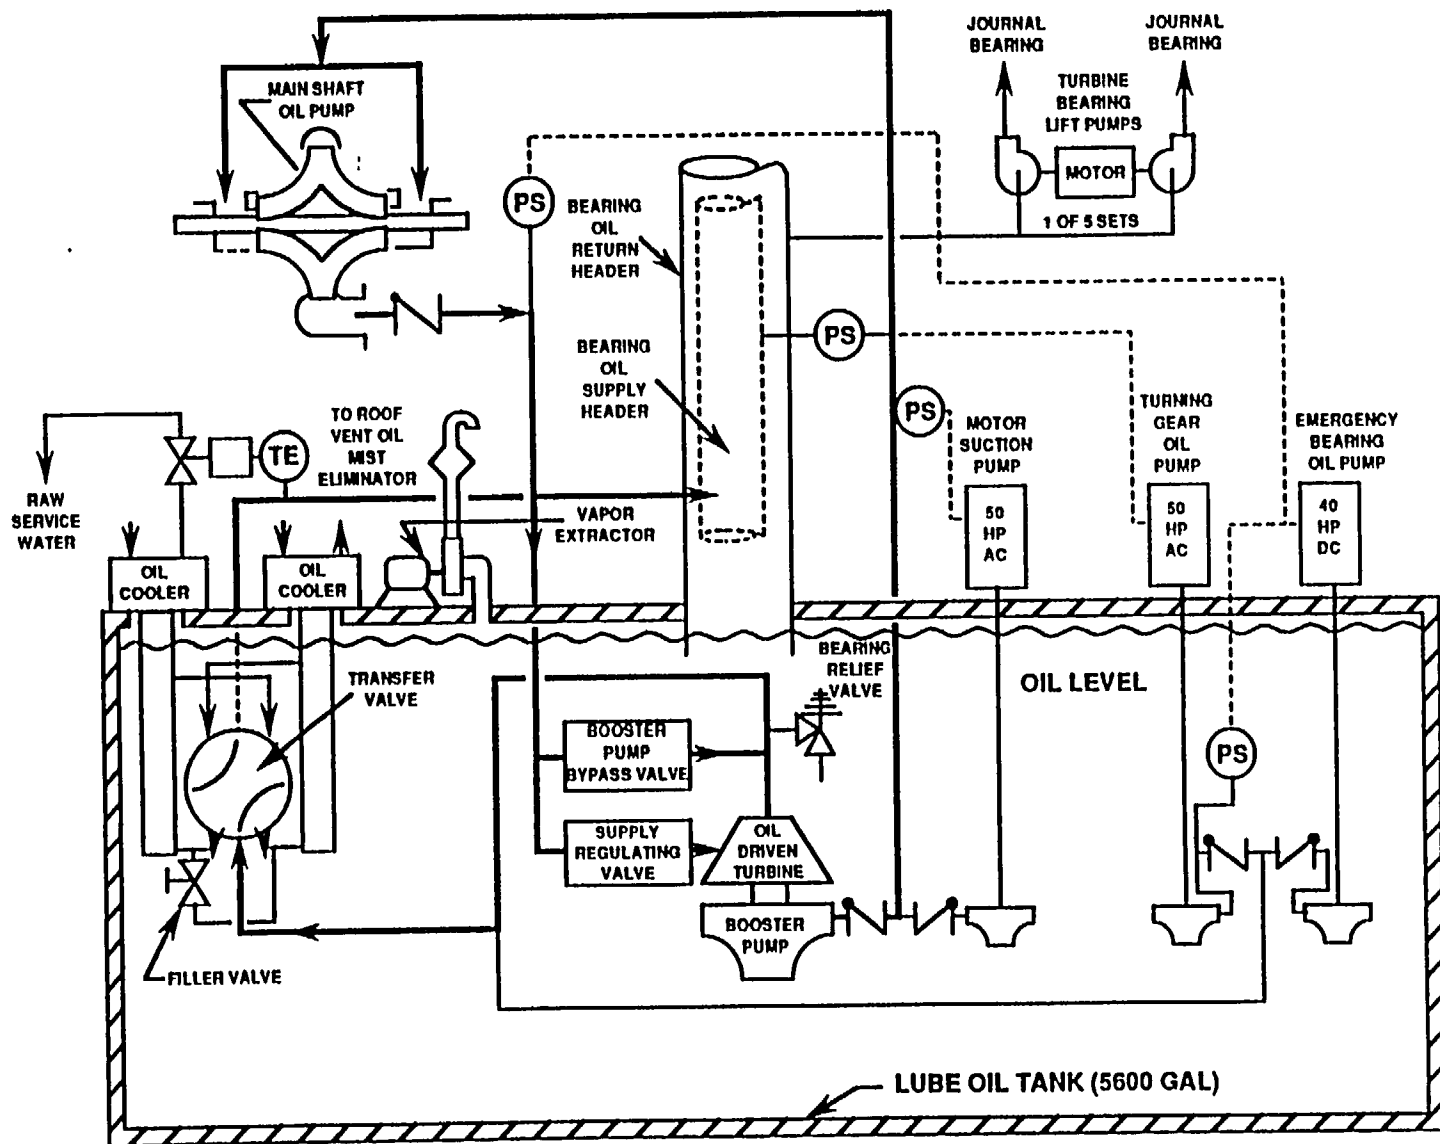 JOURNAL
BEARING
JOURNAL
BEARING
MAIN SHAFT
OIL PUMP
TURBINE
BEARING
LIFT PUMPS
MOTOR
1 OF 5 SETS
PS
BEARING
OIL
RETURN
HEADER
PS
BEARING
OIL
SUPPLY
HEADER
PS
MOTOR
SUCTION
PUMP
TURNING
GEAR
OIL
PUMP
EMERGENCY
BEARING
OIL PUMP
TO ROOF
VENT OIL
MIST
ELIMINATOR
TE
RAW
SERVICE
WATER
VAPOR
EXTRACTOR
50
HP
AC
50
HP
AC
40
HP
DC
OIL
COOLER
OIL
COOLER
BEARING
RELIEF
VALVE
OIL LEVEL
TRANSFER
VALVE
BOOSTER
PUMP
BYPASS VALVE
PS
SUPPLY
REGULATING
VALVE
OIL
DRIVEN
TURBINE
BOOSTER
PUMP
FILLER VALVE
LUBE OIL TANK (5600 GAL)